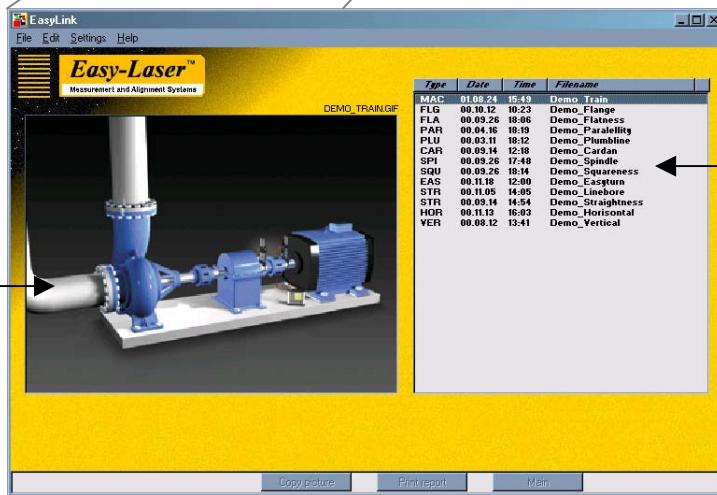 EasyLink
File Edit Settings Help
Easy-Laser™
Measurement and Alignment Systems
DEMO_TRAIN.GIF
Type Date Time Filename
MAC 01.08.24 15:49 Demo_Train
FLG 00.10.12 10:23 Demo_Flange
FLA 00.09.26 18:06 Demo_Flatness
PAR 00.04.16 18:19 Demo_Paralellity
PLU 00.03.11 18:12 Demo_Plumbline
CAR 00.09.14 12:18 Demo_Cardan
SPI 00.09.26 17:48 Demo_Spindle
SQU 00.09.26 18:14 Demo_Squareness
EAS 00.11.18 12:00 Demo_Easyturn
STR 00.11.05 14:05 Demo_Linebore
STR 00.09.14 14:54 Demo_Straightness
HOR 00.11.13 16:03 Demo_Horisontal
VER 00.08.12 13:41 Demo_Vertical
Copy picture Print report Main